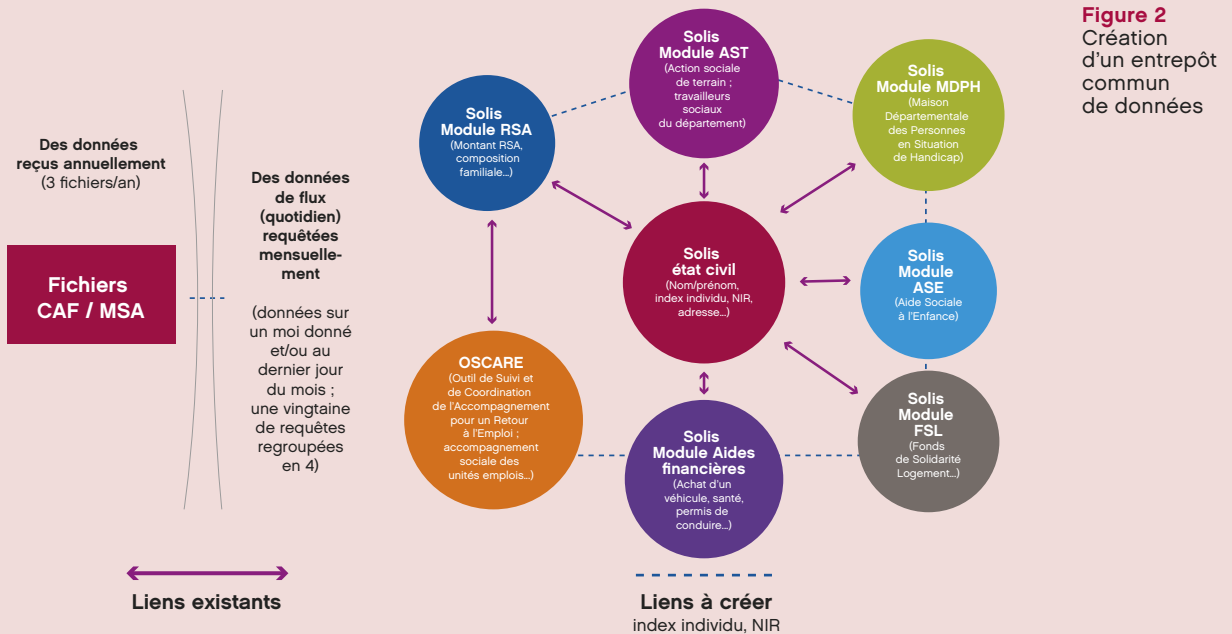 Figure 2
Création
d'un entrepôt
commun
de données
Des données
reçus annuellement
(3 fichiers/an)
Fichiers
CAF / MSA
Des données
de flux
(quotidien)
requêtées
mensuelle-
ment
(données sur
un moi donné
et/ou au
dernier jour
du mois ;
une vingtaine
de requêtes
regroupées
en 4)
Solis
Module RSA
(Montant RSA,
composition
familiale...)
Solis
Module AST
(Action sociale
de terrain ;
travailleurs
sociaux
du département)
Solis
Module MDPH
(Maison
Départementale
des Personnes
en Situation
de Handicap)
Solis
état civil
(Nom/prénom,
index individu, NIR,
adresse...)
Solis
Module
ASE
(Aide Sociale
à l'Enfance)
OSCARE
(Outil de Suivi et
de Coordination
de l'Accompagnement
pour un Retour
à l'Emploi ;
accompagnement
sociale des
unités emplois...)
Solis
Module Aides
financières
(Achat d'un
véhicule, santé,
permis de
conduire...)
Solis
Module
FSL
(Fonds
de Solidarité
Logement...)
Liens existants
Liens à créer
index individu, NIR